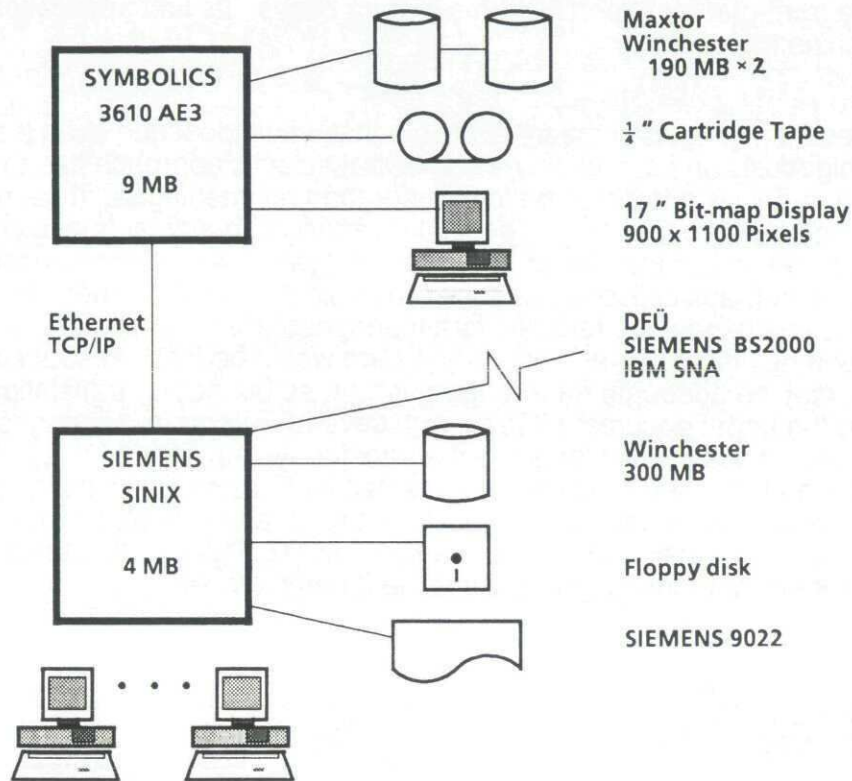 SYMBOLICS
3610 AE3
9 MB
Maxtor
Winchester
190 MB × 2
¼ " Cartridge Tape
17 " Bit-map Display
900 x 1100 Pixels
Ethernet
TCP/IP
DFÜ
SIEMENS BS2000
IBM SNA
SIEMENS
SINIX
4 MB
Winchester
300 MB
Floppy disk
SIEMENS 9022